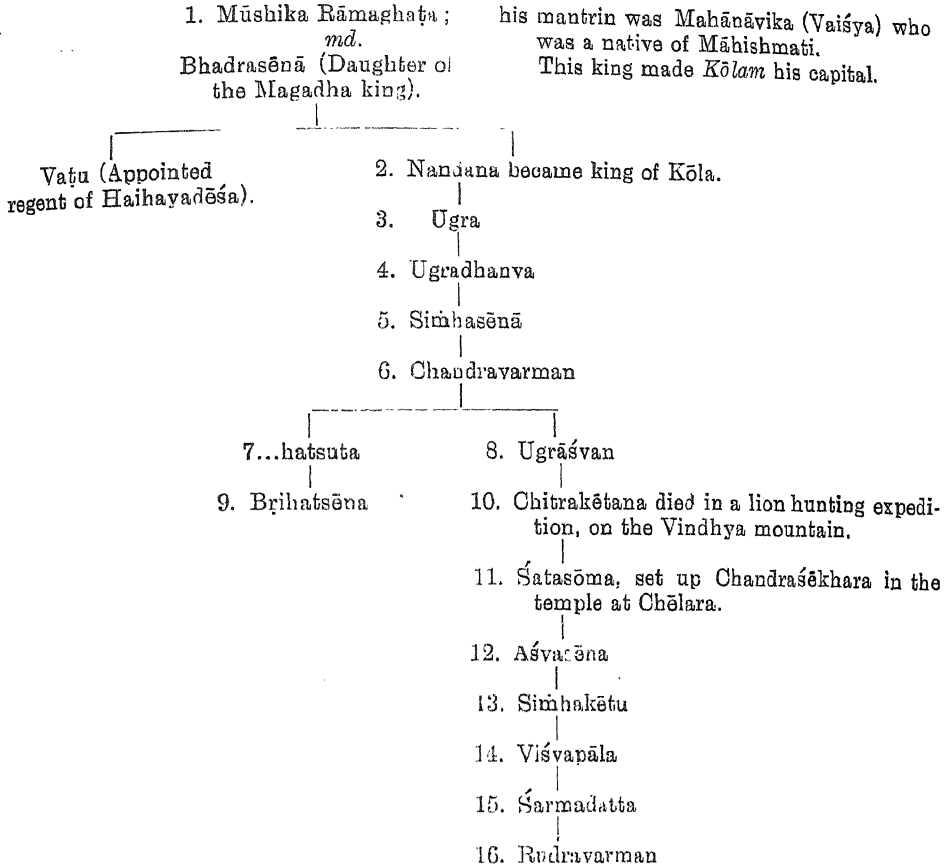 1. Mūshika Rāmaghaṭa ;
md.
Bhadrasēnā (Daughter of
the Magadha king).
his mantrin was Mahānāvika (Vaiśya) who
was a native of Māhishmati.
This king made Kōlam his capital.
Vaṭu (Appointed
regent of Haihayadēśa).
2. Nandana became king of Kōla.
3. Ugra
4. Ugradhanva
5. Siṁhasēnā
6. Chandravarman
7...hatsuta
8. Ugrāśvan
9. Bṛihatsēna
10. Chitrakētana died in a lion hunting expedi-
tion, on the Vindhya mountain.
11. Śatasōma, set up Chandraśēkhara in the
temple at Chēlara.
12. Aśvasēna
13. Siṁhakētu
14. Viśvapāla
15. Śarmadatta
16. Rudravarman